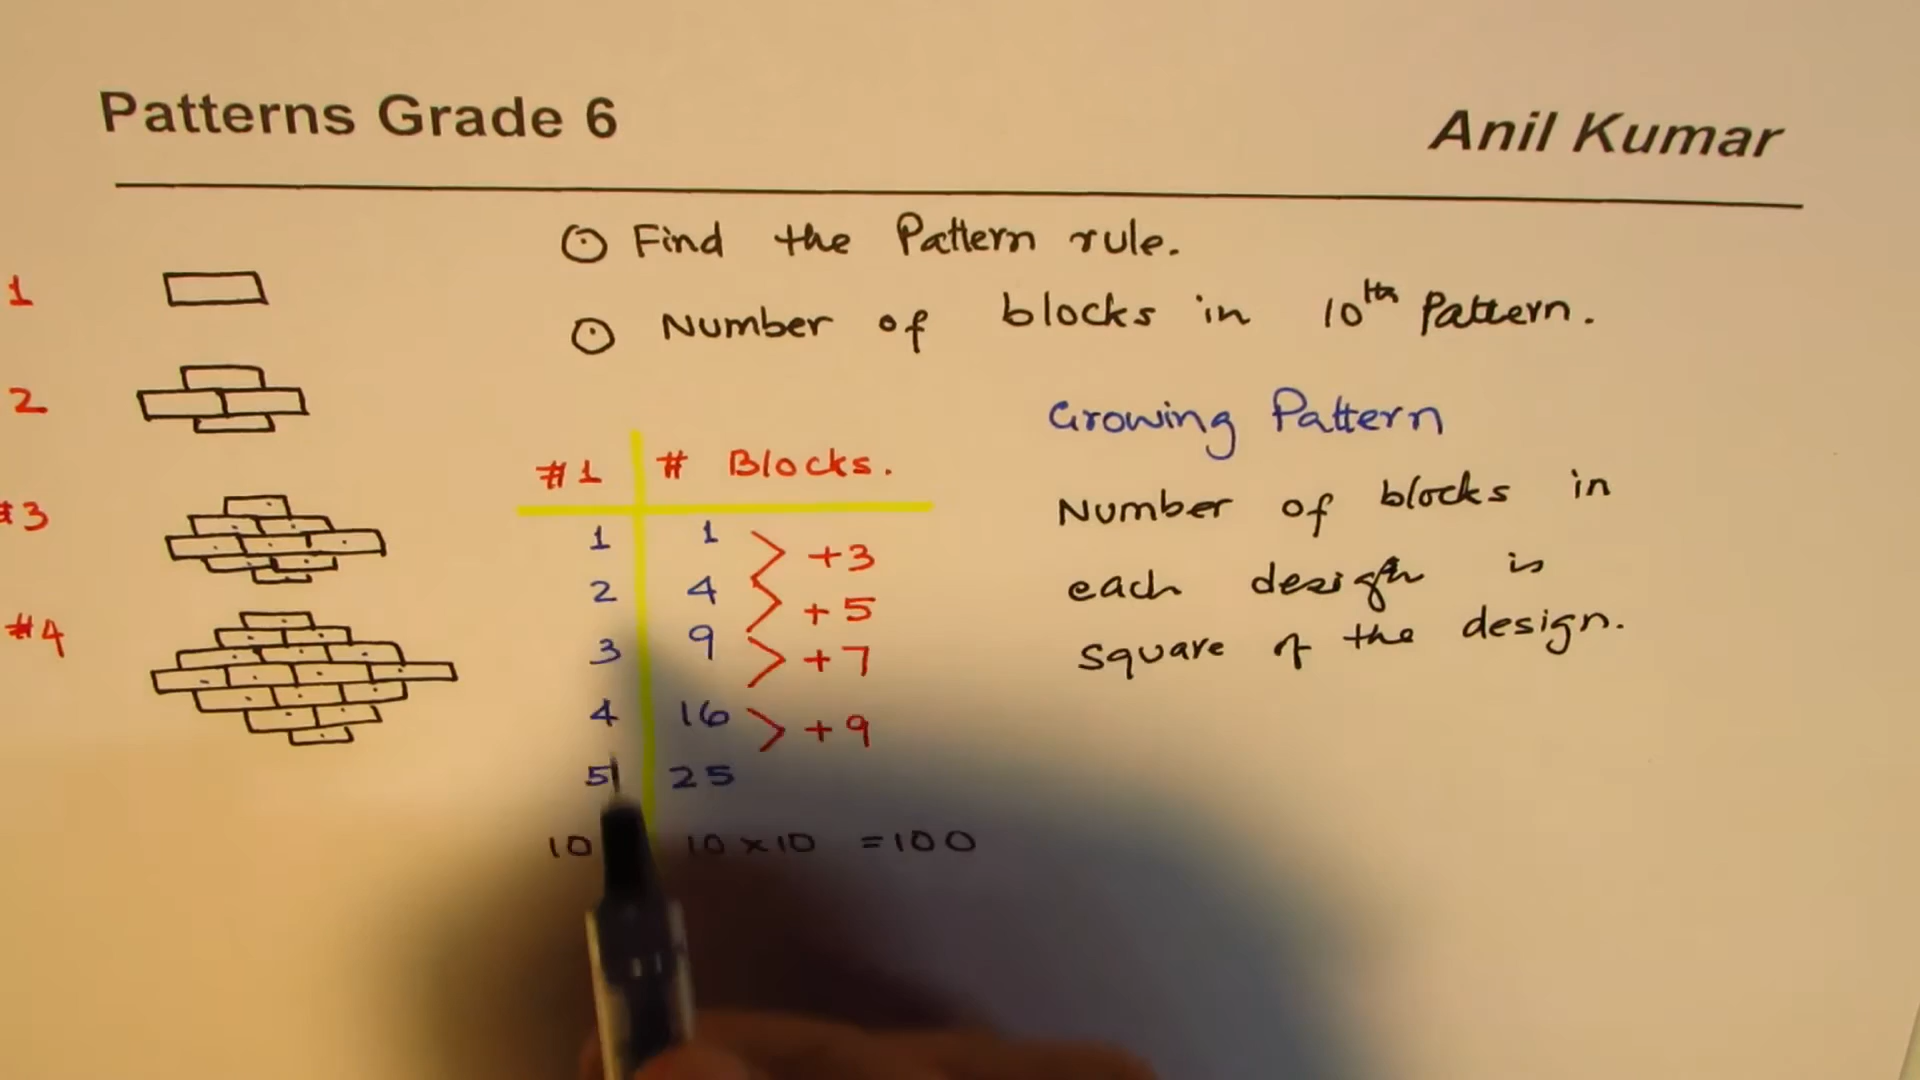 Patterns Grade 6
Anil Kumar
⊙ Find the Pattern rule.
⊙ Number of blocks in 10th Pattern.
1
2
#3
#4
#1 # Blocks.
1 1
+3
2 4
+5
3 9
+7
4 16
+9
5 25
10 10 x 10 = 100
Growing Pattern
Number of blocks in
each design is
square of the design.